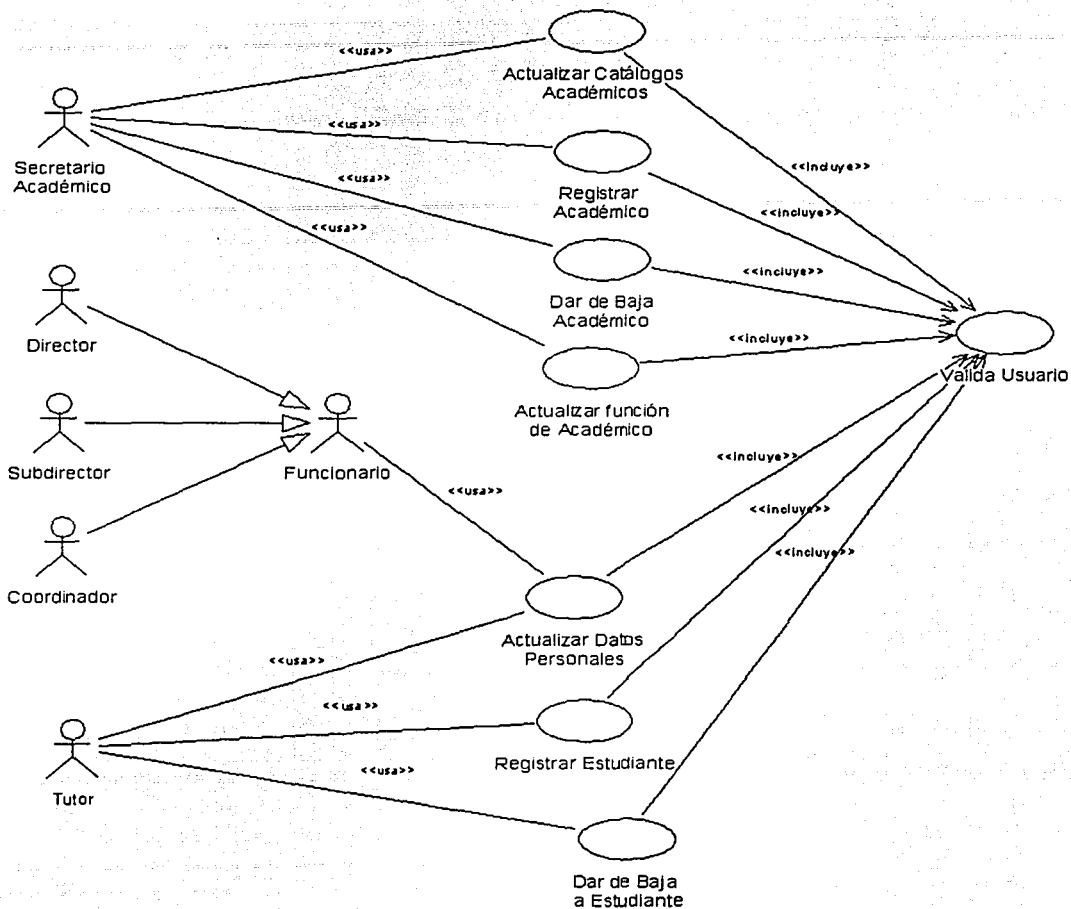 <<usa>>
Actualizar Catálogos
Académicos
Secretario
Académico
<<usa>>
<<incluye>>
Registrar
Académico
<<usa>>
<<incluye>>
<<usa>>
<<incluye>>
Dar de Baja
Académico
Director
<<incluye>>
Valida Usuario
Actualizar función
de Académico
Subdirector
Funcionario
<<incluye>>
<<usa>>
<<incluye>>
<<incluye>>
Coordinador
Actualizar Datos
Personales
<<usa>>
<<usa>>
Registrar Estudiante
<<usa>>
Tutor
Dar de Baja
a Estudiante